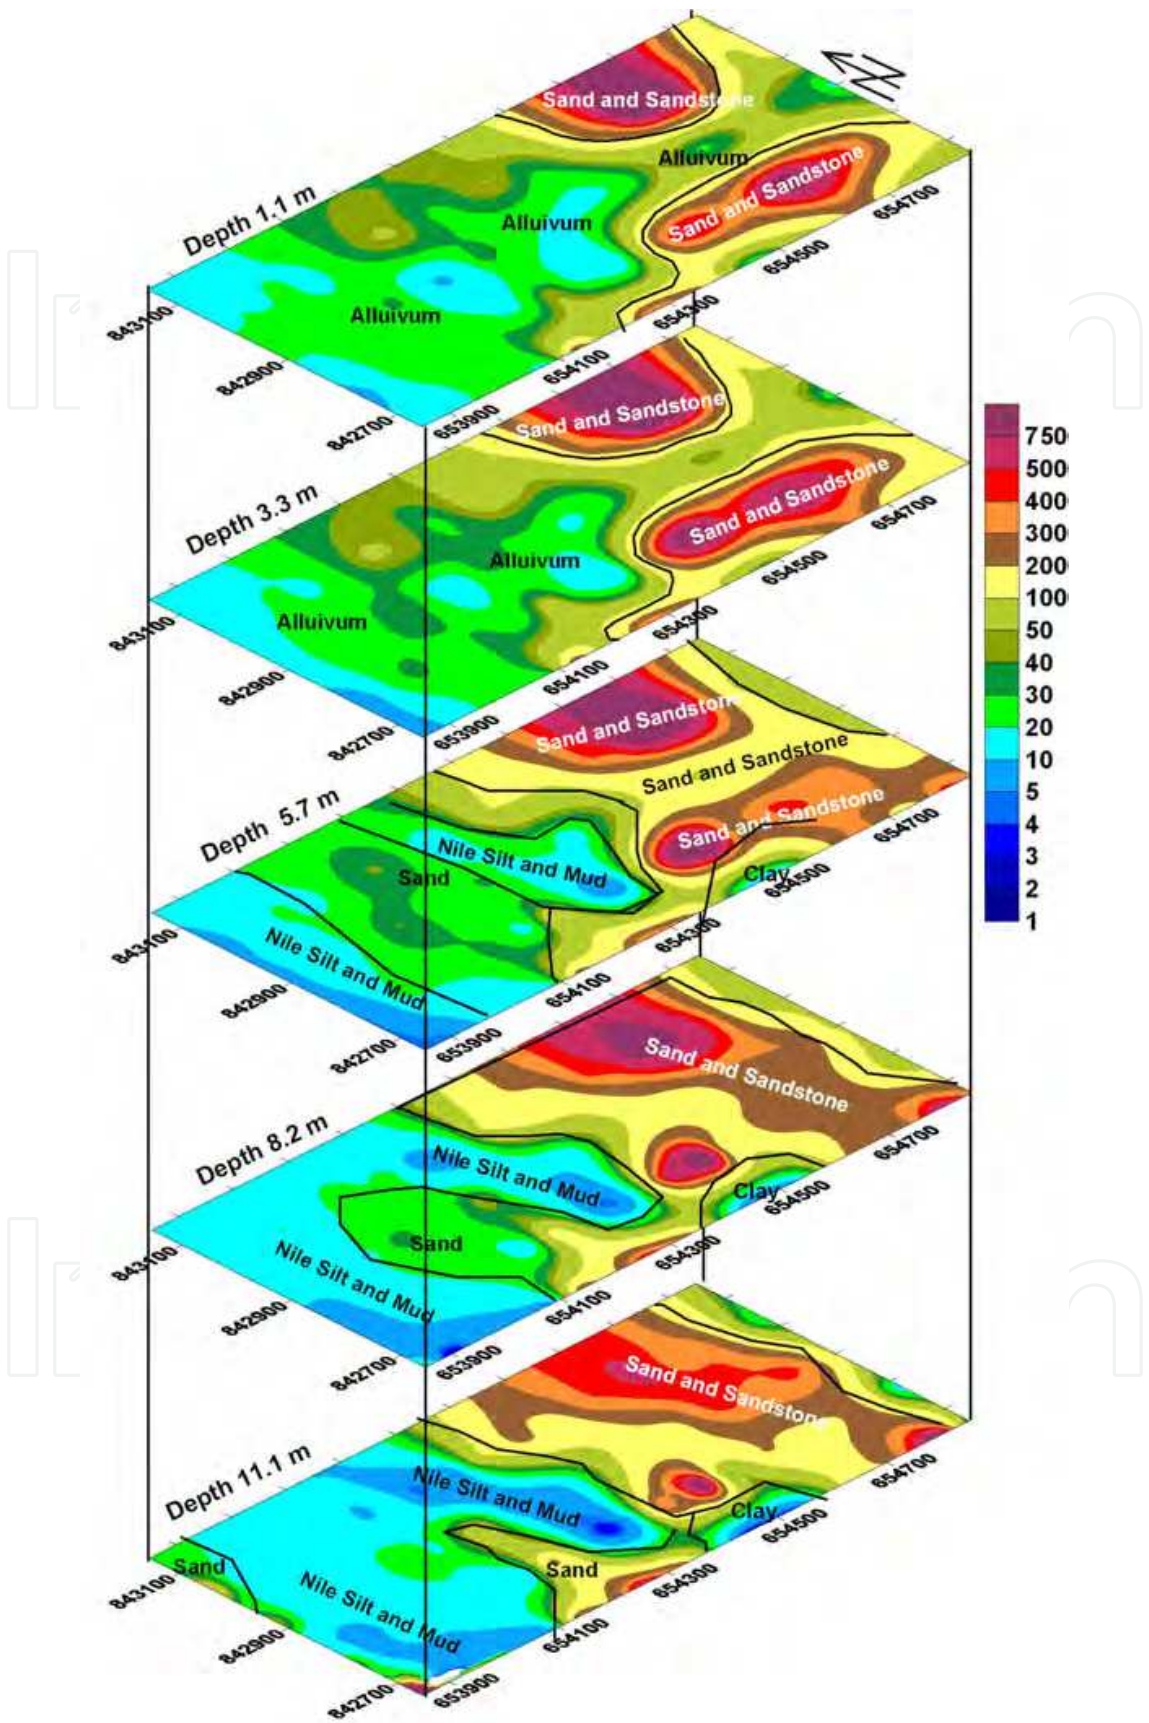 N
Sand and Sandstone
Alluivum
Sand and Sandstone
Depth 1.1 m
Alluivum
Alluivum
843100
842900
842700
653900
654100
654300
654500
654700
Sand and Sandstone
Depth 3.3 m
Sand and Sandstone
Alluivum
Alluivum
843100
842900
842700
653900
654100
654300
654500
654700
750
500
400
300
200
100
50
40
30
20
10
5
4
3
2
1
Sand and Sandstone
Sand and Sandstone
Depth 5.7 m
Sand and Sandstone
Nile Silt and Mud
Sand
Clay
Nile Silt and Mud
843100
842900
842700
653900
654100
654300
654500
654700
Sand and Sandstone
Depth 8.2 m
Nile Silt and Mud
Clay
Sand
Nile Silt and Mud
843100
842900
842700
653900
654100
654300
654500
654700
Sand and Sandstone
Depth 11.1 m
Nile Silt and Mud
Clay
Sand
Sand
Nile Silt and Mud
843100
842900
842700
653900
654100
654300
654500
654700